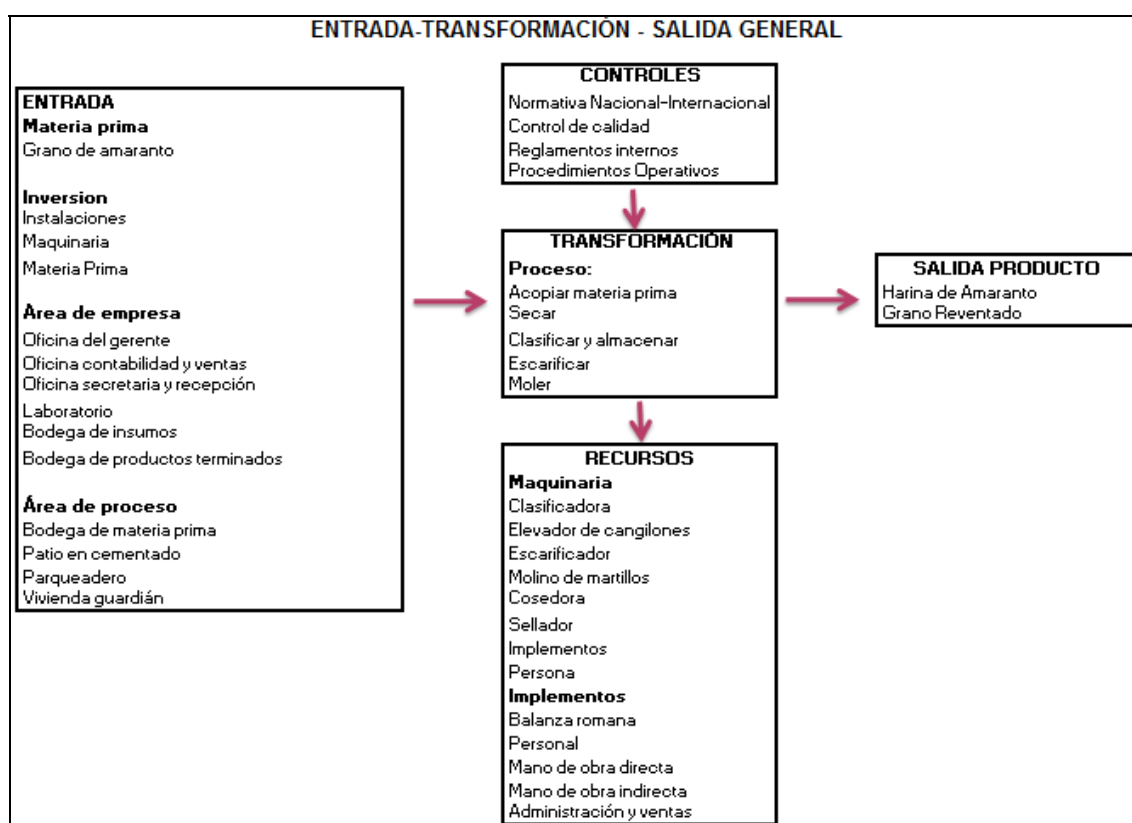 ENTRADA-TRANSFORMACIÓN - SALIDA GENERAL
ENTRADA
Materia prima
Grano de amaranto
Inversion
Instalaciones
Maquinaria
Materia Prima
Área de empresa
Oficina del gerente
Oficina contabilidad y ventas
Oficina secretaria y recepción
Laboratorio
Bodega de insumos
Bodega de productos terminados
Área de proceso
Bodega de materia prima
Patio en cementado
Parqueadero
Vivienda guardián
CONTROLES
Normativa Nacional-Internacional
Control de calidad
Reglamentos internos
Procedimientos Operativos
TRANSFORMACIÓN
Proceso:
Acopiar materia prima
Secar
Clasificar y almacenar
Escarificar
Moler
RECURSOS
Maquinaria
Clasificadora
Elevador de cangilones
Escarificador
Molino de martillos
Cosedora
Sellador
Implementos
Persona
Implementos
Balanza romana
Personal
Mano de obra directa
Mano de obra indirecta
Administración y ventas
SALIDA PRODUCTO
Harina de Amaranto
Grano Reventado